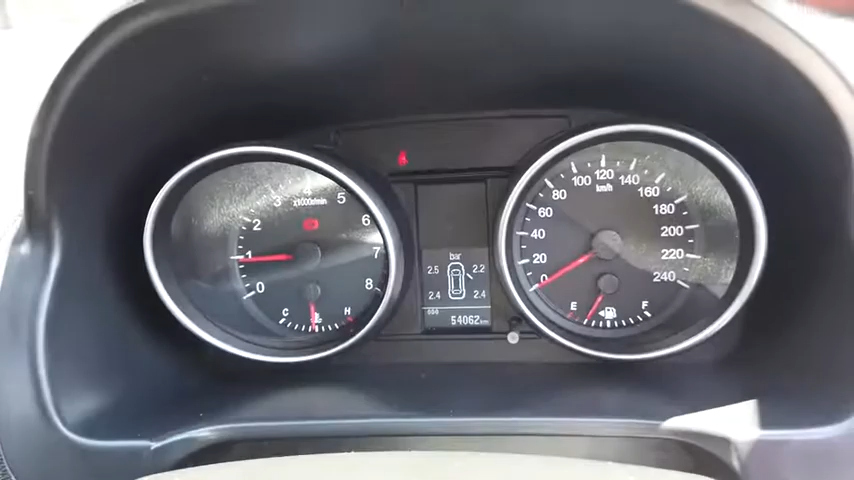 0 1 2 3 4 5 6 7 8
x1000r/min
C H
bar
2.5 2.2
2.4 2.4
54062km
0 20 40 60 80 100 120 140 160 180 200 220 240
km/h
E F